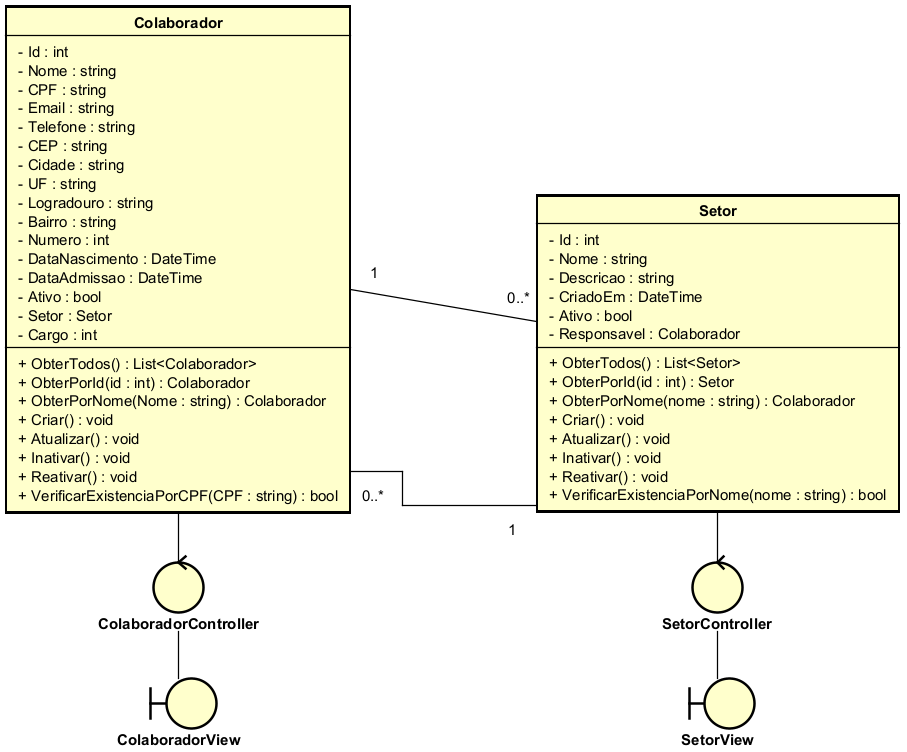 Colaborador
- Id : int
- Nome : string
- CPF : string
- Email : string
- Telefone : string
- CEP : string
- Cidade : string
- UF : string
- Logradouro : string
- Bairro : string
- Numero : int
- DataNascimento : DateTime
- DataAdmissao : DateTime
- Ativo : bool
- Setor : Setor
- Cargo : int
+ ObterTodos() : List<Colaborador>
+ ObterPorId(id : int) : Colaborador
+ ObterPorNome(Nome : string) : Colaborador
+ Criar() : void
+ Atualizar() : void
+ Inativar() : void
+ Reativar() : void
+ VerificarExistenciaPorCPF(CPF : string) : bool
1
0..*
Setor
- Id : int
- Nome : string
- Descricao : string
- CriadoEm : DateTime
- Ativo : bool
- Responsavel : Colaborador
+ ObterTodos() : List<Setor>
+ ObterPorId(id : int) : Setor
+ ObterPorNome(nome : string) : Colaborador
+ Criar() : void
+ Atualizar() : void
+ Inativar() : void
+ Reativar() : void
+ VerificarExistenciaPorNome(nome : string) : bool
0..*
1
ColaboradorController
SetorController
ColaboradorView
SetorView